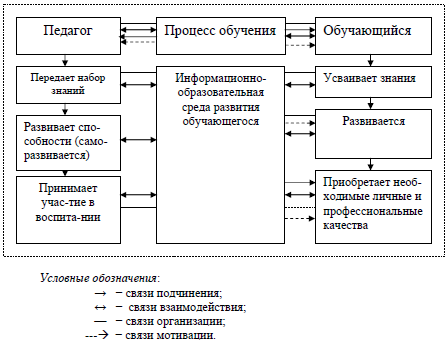 Педагог
Процесс обучения
Обучающийся
Передает набор
знаний
Информационно-
образовательная
среда развития
обучающегося
Усваивает знания
Развивает спо-
собности (само-
развивается)
Развивается
Принимает
учас-тие в
воспита-нии
Приобретает необ-
ходимые личные и
профессиональные
качества
Условные обозначения:
→ – связи подчинения;
↔ – связи взаимодействия;
— – связи организации;
---→ – связи мотивации.